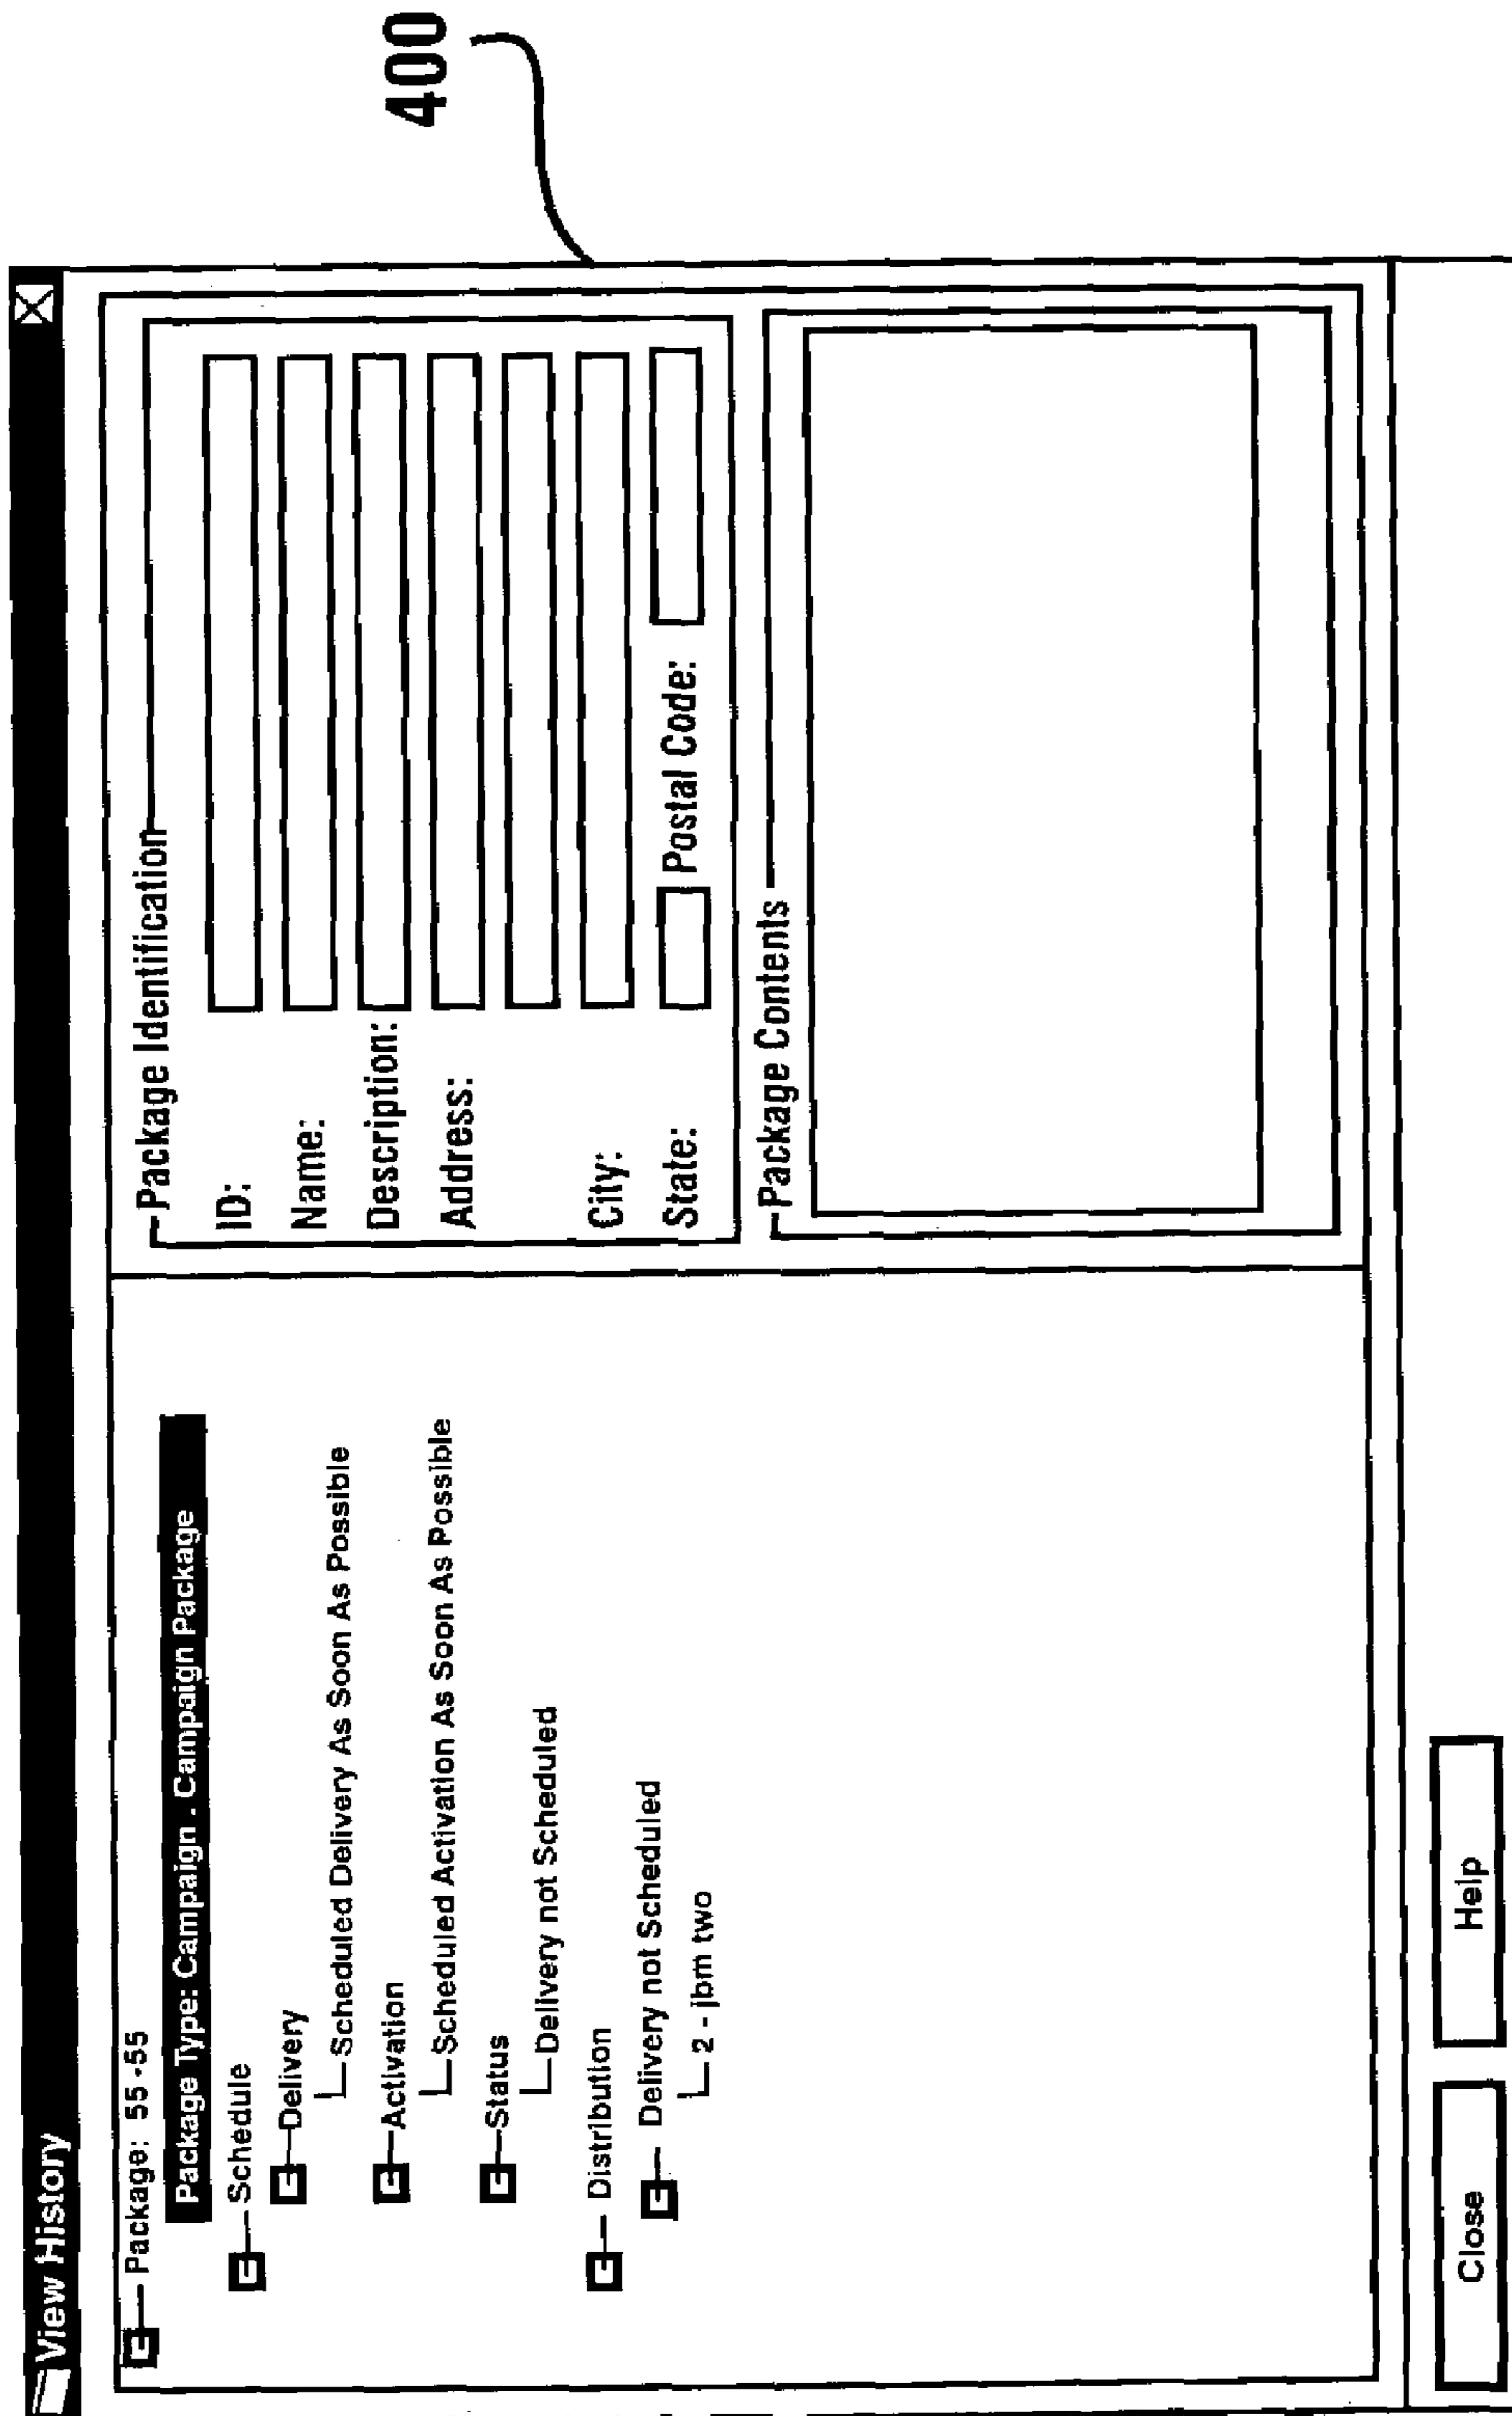 View History
Package: 55-55
Package Type: Campaign . Campaign Package
Schedule
Delivery
Scheduled Delivery As Soon As Possible
Activation
Scheduled Activation As Soon As Possible
Status
Delivery not Scheduled
Distribution
Delivery not Scheduled
2 - jbm two
Package Identification
ID:
Name:
Description:
Address:
City:
State: Postal Code:
Package Contents
Close Help
400